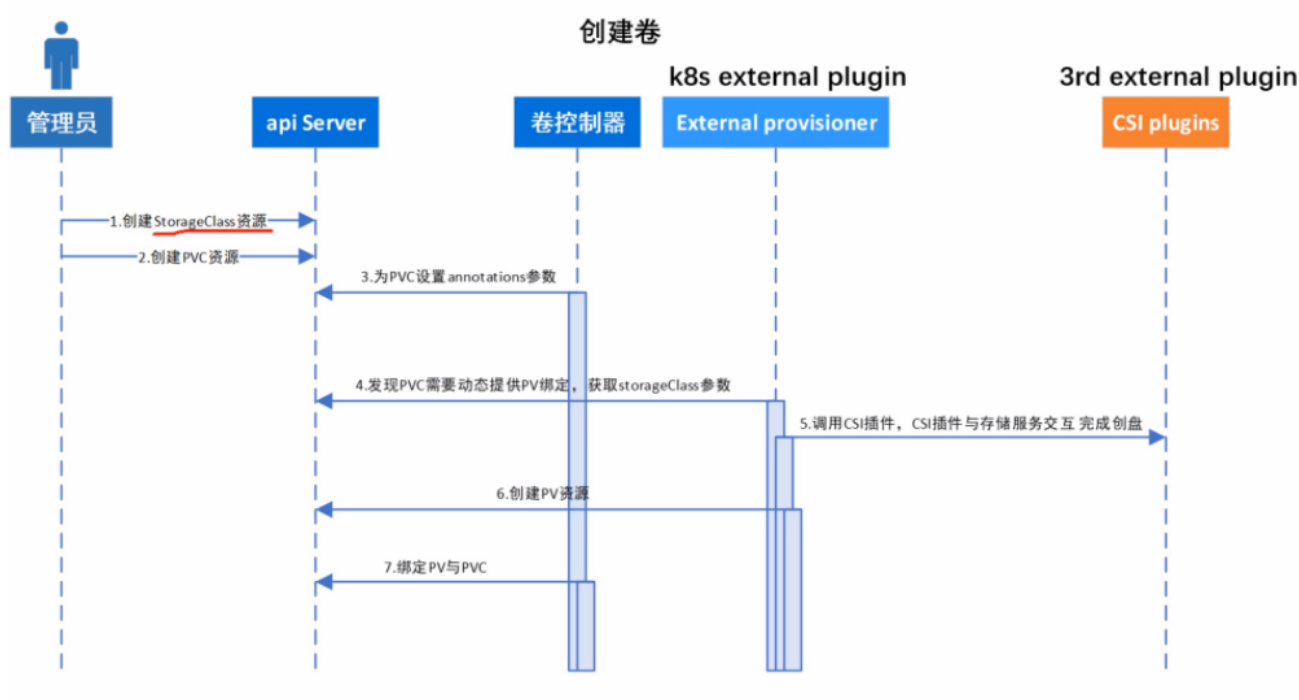 创建卷
k8s external plugin
3rd external plugin
管理员
api Server
卷控制器
External provisioner
CSI plugins
1.创建StorageClass资源
2.创建PVC资源
3.为PVC设置annotations参数
4.发现PVC需要动态提供PV绑定，获取storageClass参数
5.调用CSI插件，CSI插件与存储服务交互 完成创盘
6.创建PV资源
7.绑定PV与PVC